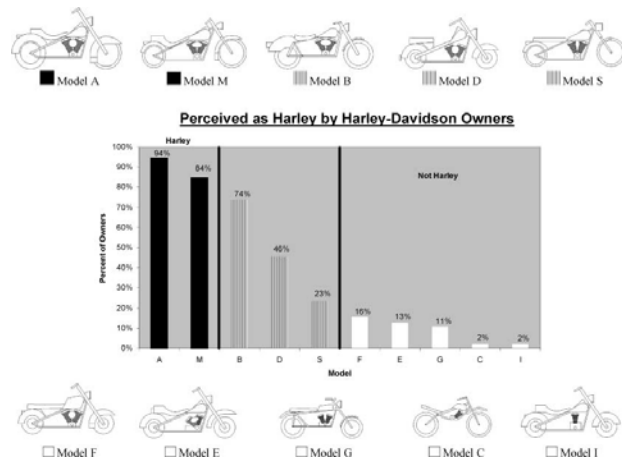 Model A Model M Model B Model D Model S
Perceived as Harley by Harley-Davidson Owners
Harley
Not Harley
100%
90%
80%
70%
60%
50%
40%
30%
20%
10%
0%
Percent of Owners
94%
84%
74%
46%
23%
16%
13%
11%
2%
2%
A M B D S F E G C I
Model
Model F Model E Model G Model C Model I